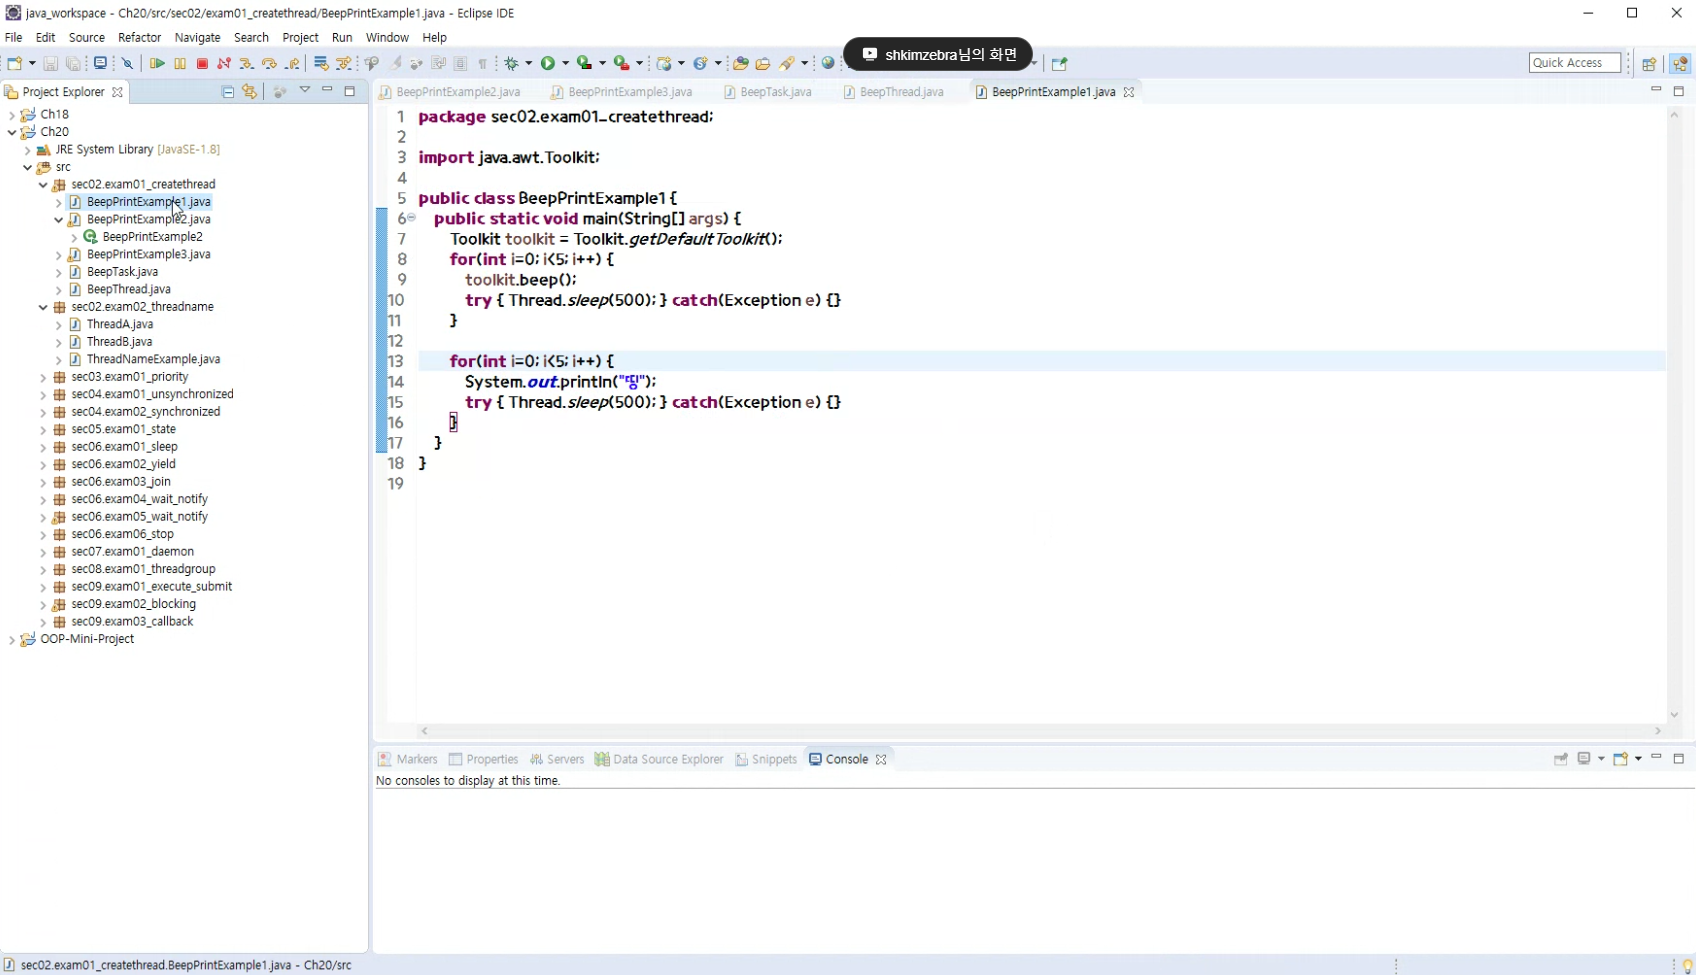 java_workspace - Ch20/src/sec02/exam01_createthread/BeepPrintExample1.java - Eclipse IDE
File Edit Source Refactor Navigate Search Project Run Window Help
shkimzebra님의 화면
Quick Access
Project Explorer
BeepPrintExample2.java BeepPrintExample3.java BeepTask.java BeepThread.java BeepPrintExample1.java
Ch18
Ch20
JRE System Library [JavaSE-1.8]
src
sec02.exam01_createthread
BeepPrintExample1.java
BeepPrintExample2.java
BeepPrintExample2
BeepPrintExample3.java
BeepTask.java
BeepThread.java
sec02.exam02_threadname
ThreadA.java
ThreadB.java
ThreadNameExample.java
sec03.exam01_priority
sec04.exam01_unsynchronized
sec04.exam02_synchronized
sec05.exam01_state
sec06.exam01_sleep
sec06.exam02_yield
sec06.exam03_join
sec06.exam04_wait_notify
sec06.exam05_wait_notify
sec06.exam06_stop
sec07.exam01_daemon
sec08.exam01_threadgroup
sec09.exam01_execute_submit
sec09.exam02_blocking
sec09.exam03_callback
OOP-Mini-Project
1 package sec02.exam01_createthread;
2
3 import java.awt.Toolkit;
4
5 public class BeepPrintExample1 {
6 public static void main(String[] args) {
7 Toolkit toolkit = Toolkit.getDefaultToolkit();
8 for(int i=0; i<5; i++) {
9 toolkit.beep();
10 try { Thread.sleep(500); } catch(Exception e) {}
11 }
12
13 for(int i=0; i<5; i++) {
14 System.out.println("띵");
15 try { Thread.sleep(500); } catch(Exception e) {}
16 }
17 }
18 }
19
Markers Properties Servers Data Source Explorer Snippets Console
No consoles to display at this time.
sec02.exam01_createthread.BeepPrintExample1.java - Ch20/src